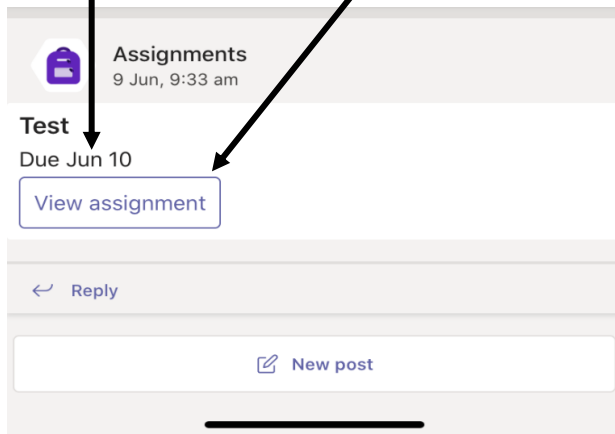 Assignments
9 Jun, 9:33 am
Test
Due Jun 10
View assignment
Reply
New post